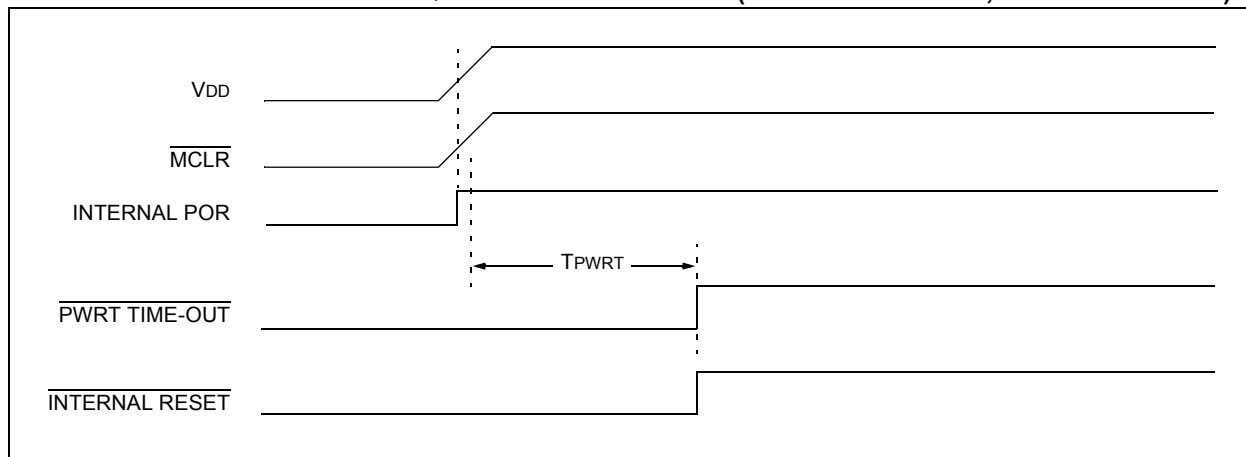 VDD
MCLR
INTERNAL POR
TPWRT
PWRT TIME-OUT
INTERNAL RESET